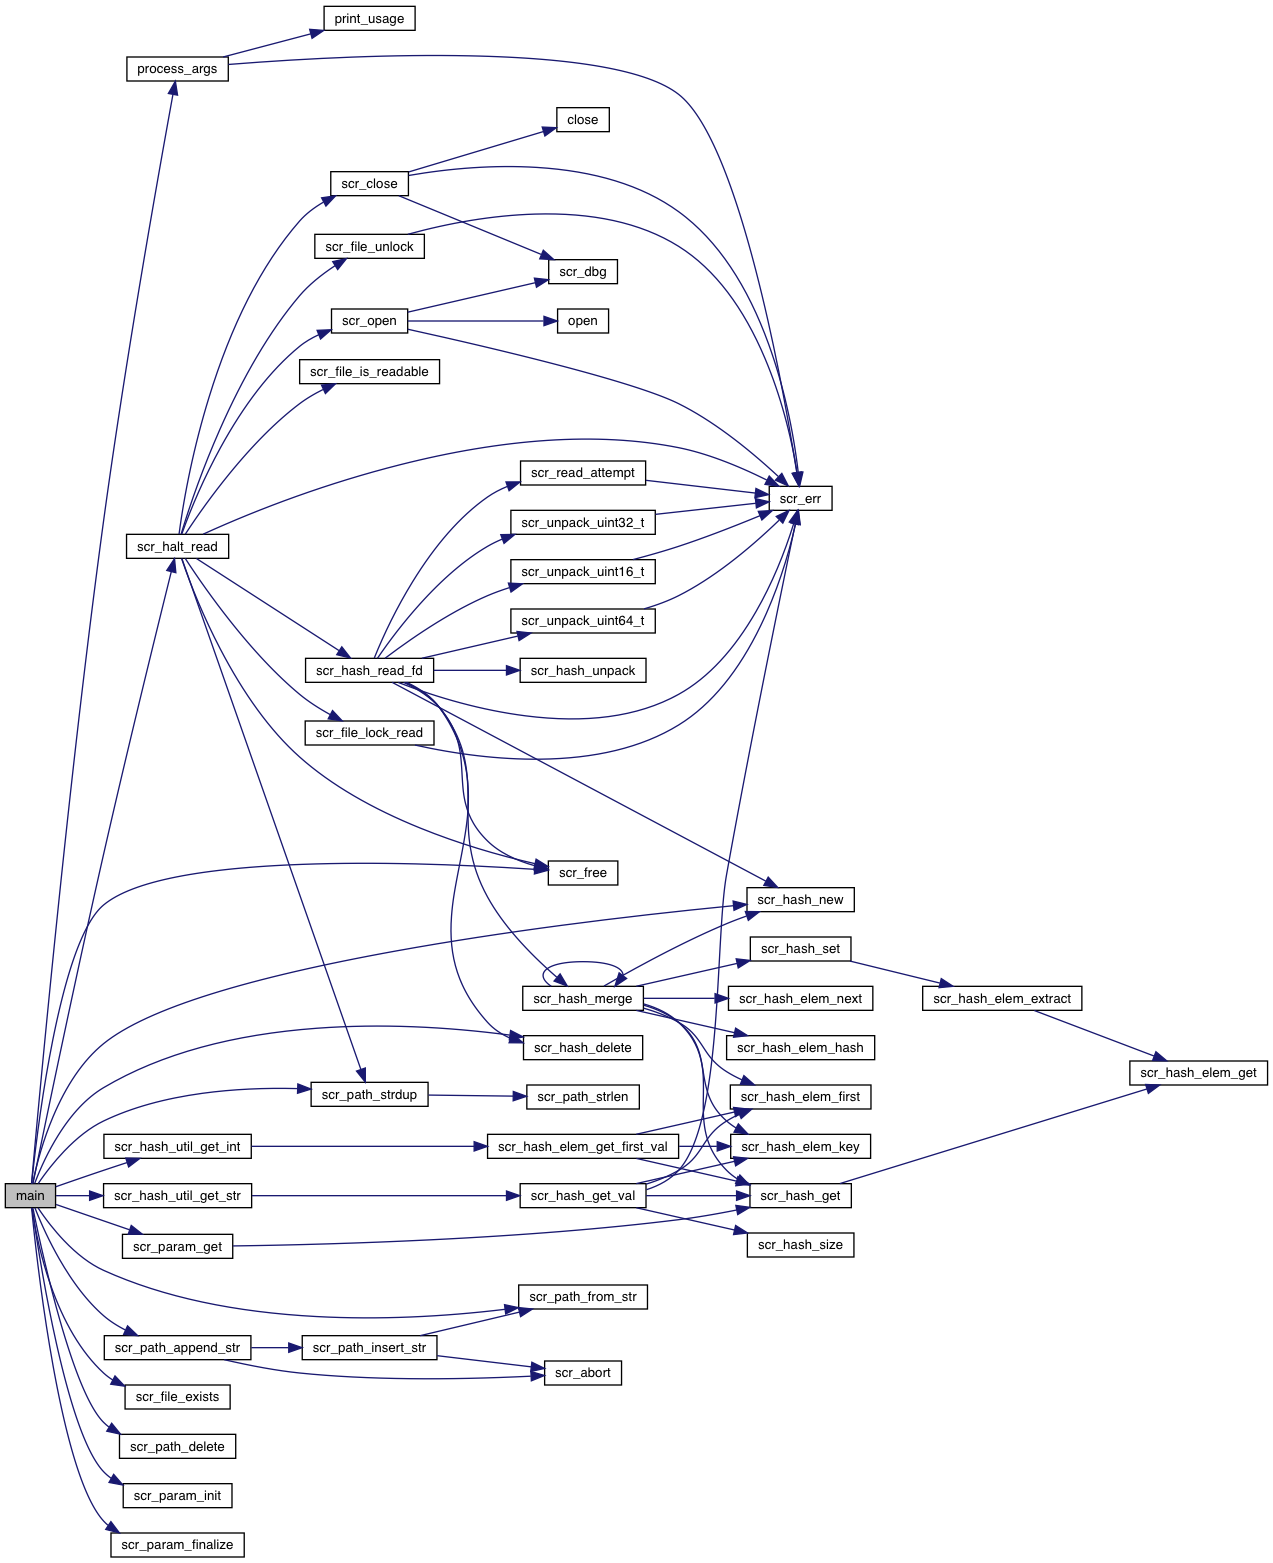 print_usage
process_args
close
scr_close
scr_file_unlock
scr_dbg
scr_open
open
scr_file_is_readable
scr_read_attempt
scr_err
scr_unpack_uint32_t
scr_halt_read
scr_unpack_uint16_t
scr_unpack_uint64_t
scr_hash_read_fd
scr_hash_unpack
scr_file_lock_read
scr_free
scr_hash_new
scr_hash_set
scr_hash_merge
scr_hash_elem_next
scr_hash_elem_extract
scr_hash_delete
scr_hash_elem_hash
scr_hash_elem_get
scr_path_strdup
scr_path_strlen
scr_hash_elem_first
scr_hash_util_get_int
scr_hash_elem_get_first_val
scr_hash_elem_key
main
scr_hash_util_get_str
scr_hash_get_val
scr_hash_get
scr_param_get
scr_hash_size
scr_path_from_str
scr_path_append_str
scr_path_insert_str
scr_abort
scr_file_exists
scr_path_delete
scr_param_init
scr_param_finalize